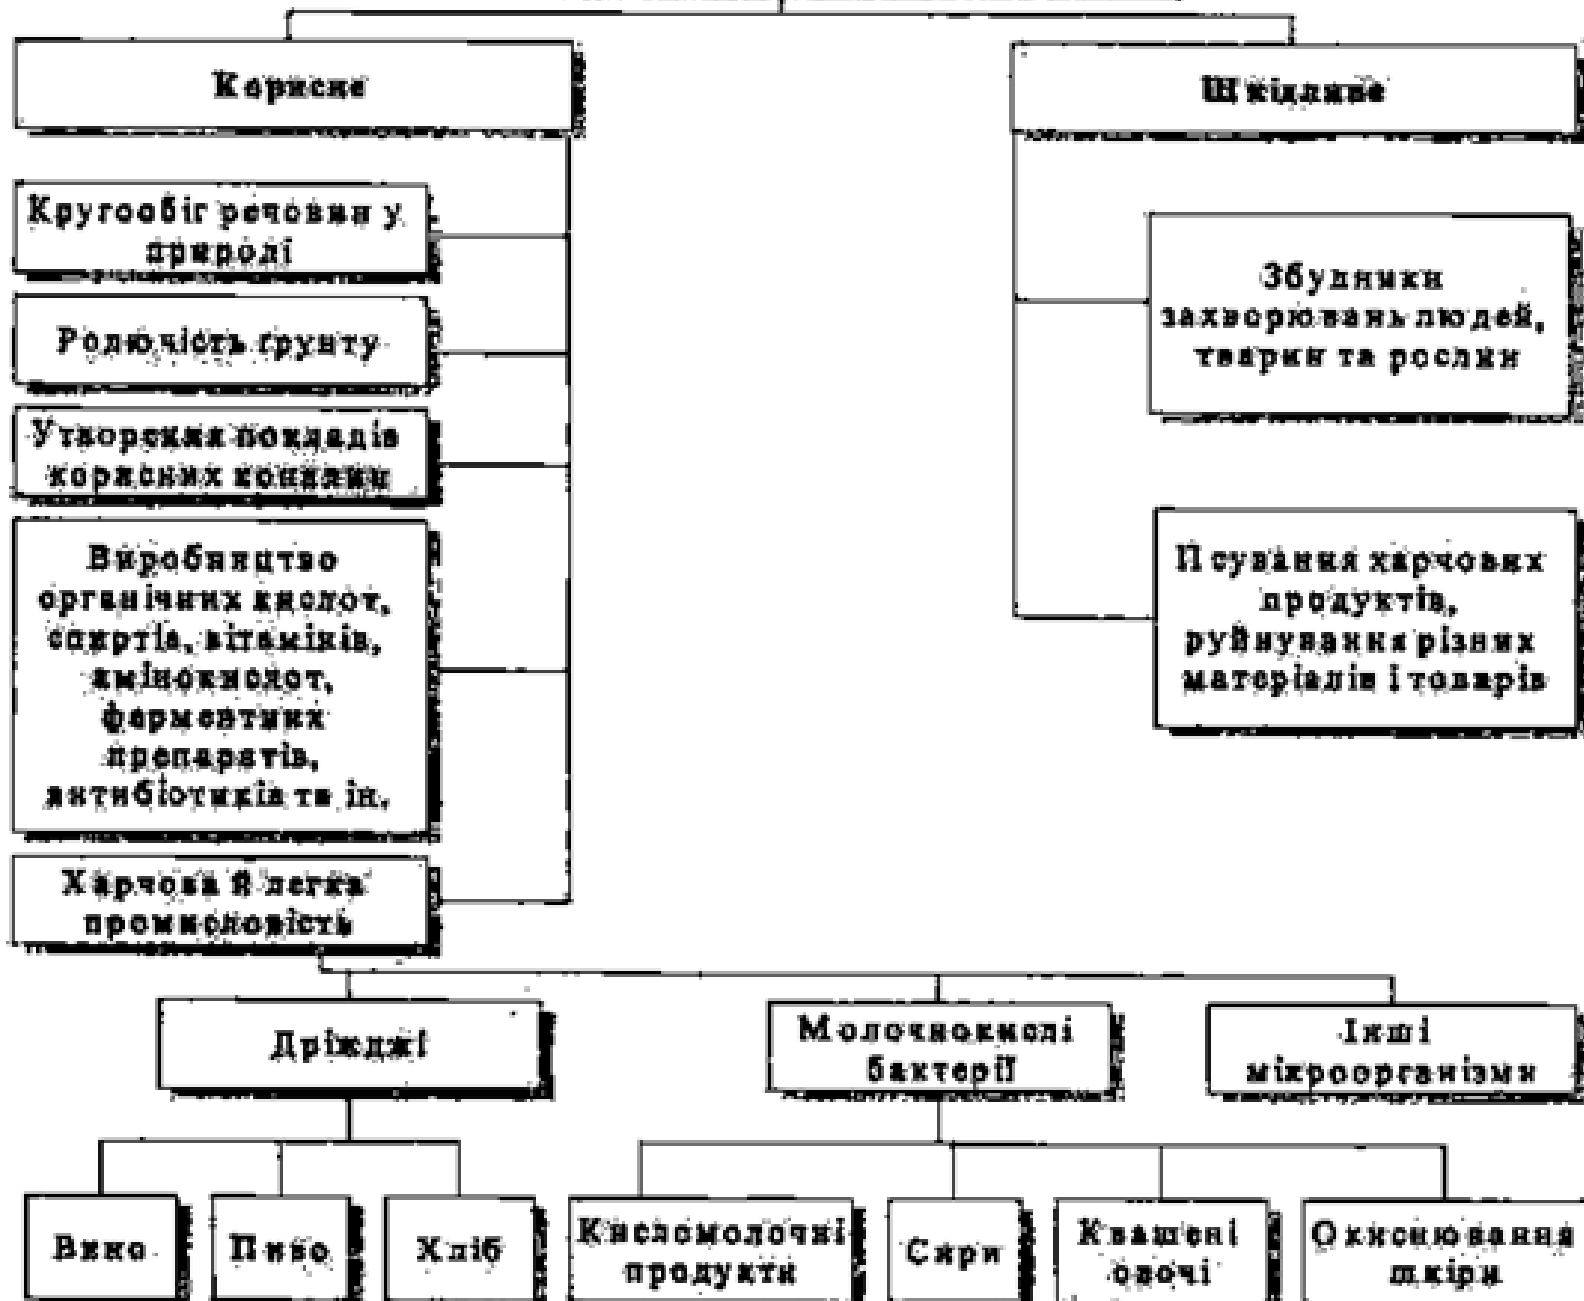 Корисне
Шкідливе
Кругообіг речовин у
природі
Родючість ґрунту
Утворення покладів
корисних копалин
Виробництво
органічних кислот,
спиртів, вітамінів,
амінокислот,
ферментних
препаратів,
антибіотиків та ін.
Харчова й легка
промисловість
Збудники
захворювань людей,
тварин та рослин
Псування харчових
продуктів,
руйнування різних
матеріалів і товарів
Дріжджі
Молочнокислі
бактерії
Інші
мікроорганізми
Вино
Пиво
Хліб
Кисломолочні
продукти
Сири
Квашені
овочі
Окиснювання
шкіри